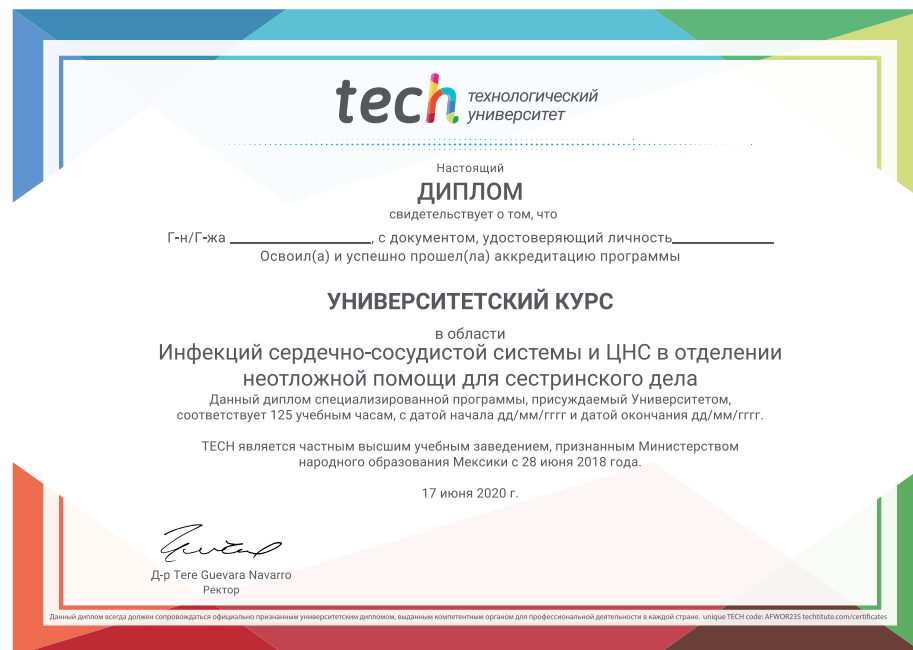 tech технологический
университет
Настоящий
ДИПЛОМ
свидетельствует о том, что
Г-н/Г-жа ____________________, с документом, удостоверяющий личность______________
Освоил(а) и успешно прошел(ла) аккредитацию программы
УНИВЕРСИТЕТСКИЙ КУРС
в области
Инфекций сердечно-сосудистой системы и ЦНС в отделении
неотложной помощи для сестринского дела
Данный диплом специализированной программы, присуждаемый Университетом,
соответствует 125 учебным часам, с датой начала дд/мм/гггг и датой окончания дд/мм/гггг.
TECH является частным высшим учебным заведением, признанным Министерством
народного образования Мексики с 28 июня 2018 года.
17 июня 2020 г.
Д-р Tere Guevara Navarro
Ректор
Данный диплом всегда должен сопровождаться официально признанным университетским дипломом, выданным компетентным органом для профессиональной деятельности в каждой стране. unique TECH code: AFWOR23S techtitute.com/certificates